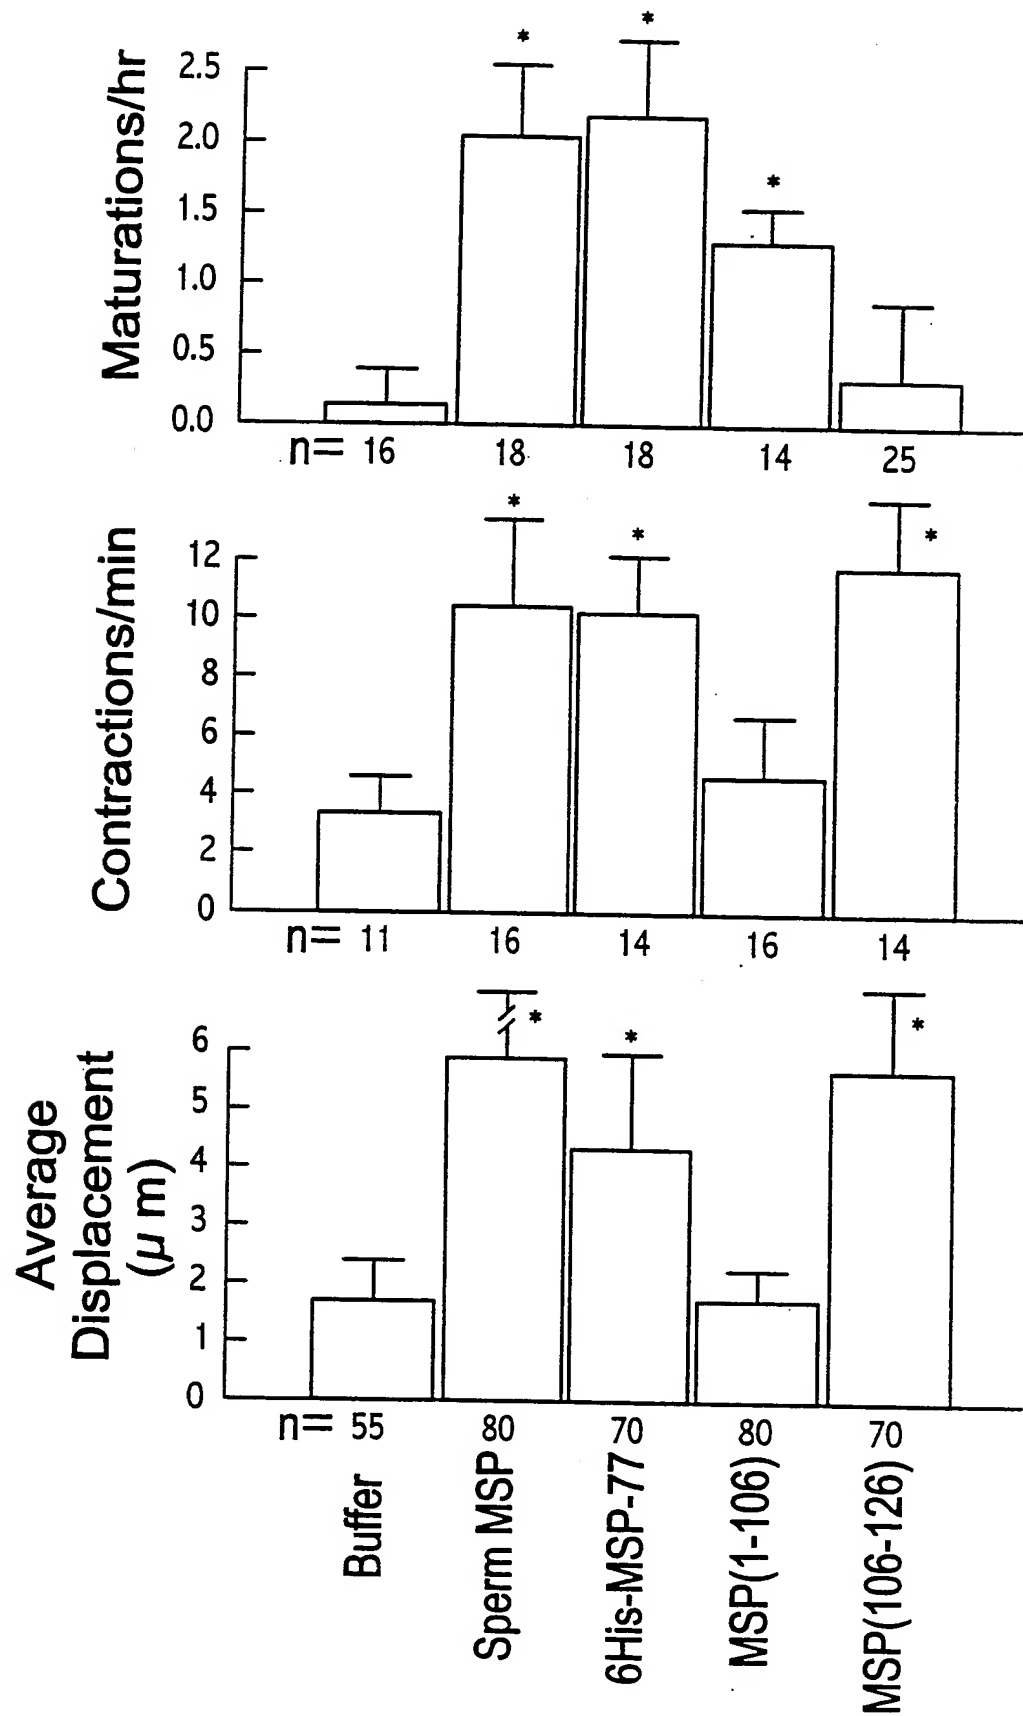 Maturations/hr
2.5
2.0
1.5
1.0
0.5
0.0
* * *
n= 16 18 18 14 25
Contractions/min
12
10
8
6
4
2
0
* * *
n= 11 16 14 16 14
Average
Displacement
(μ m)
6
5
4
3
2
1
0
* * *
n= 55 80 70 80 70
Buffer
Sperm MSP
6His-MSP-77
MSP(1-106)
MSP(106-126)